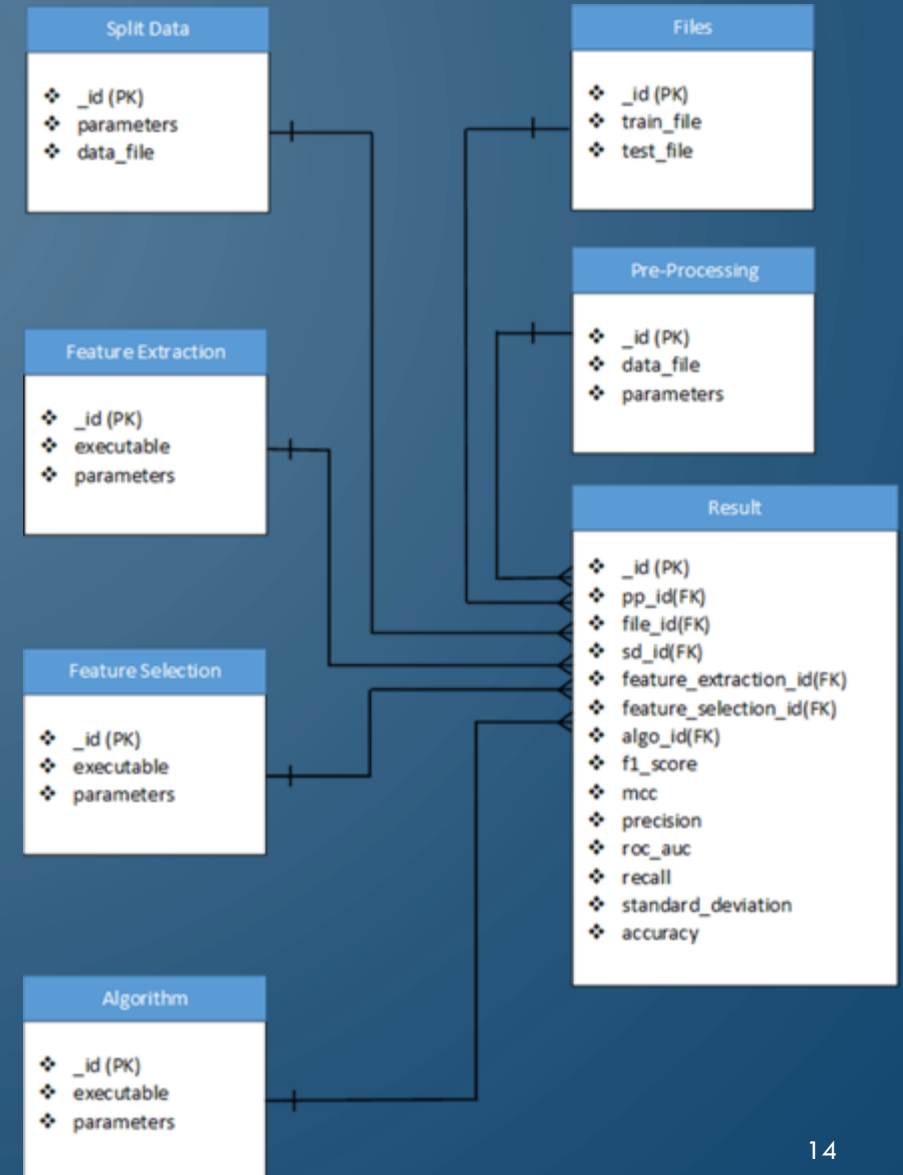 Split Data
❖ _id (PK)
❖ parameters
❖ data_file
Files
❖ _id (PK)
❖ train_file
❖ test_file
Pre-Processing
❖ _id (PK)
❖ data_file
❖ parameters
Feature Extraction
❖ _id (PK)
❖ executable
❖ parameters
Result
❖ _id (PK)
❖ pp_id(FK)
❖ file_id(FK)
❖ sd_id(FK)
❖ feature_extraction_id(FK)
❖ feature_selection_id(FK)
❖ algo_id(FK)
❖ f1_score
❖ mcc
❖ precision
❖ roc_auc
❖ recall
❖ standard_deviation
❖ accuracy
Feature Selection
❖ _id (PK)
❖ executable
❖ parameters
Algorithm
❖ _id (PK)
❖ executable
❖ parameters
14